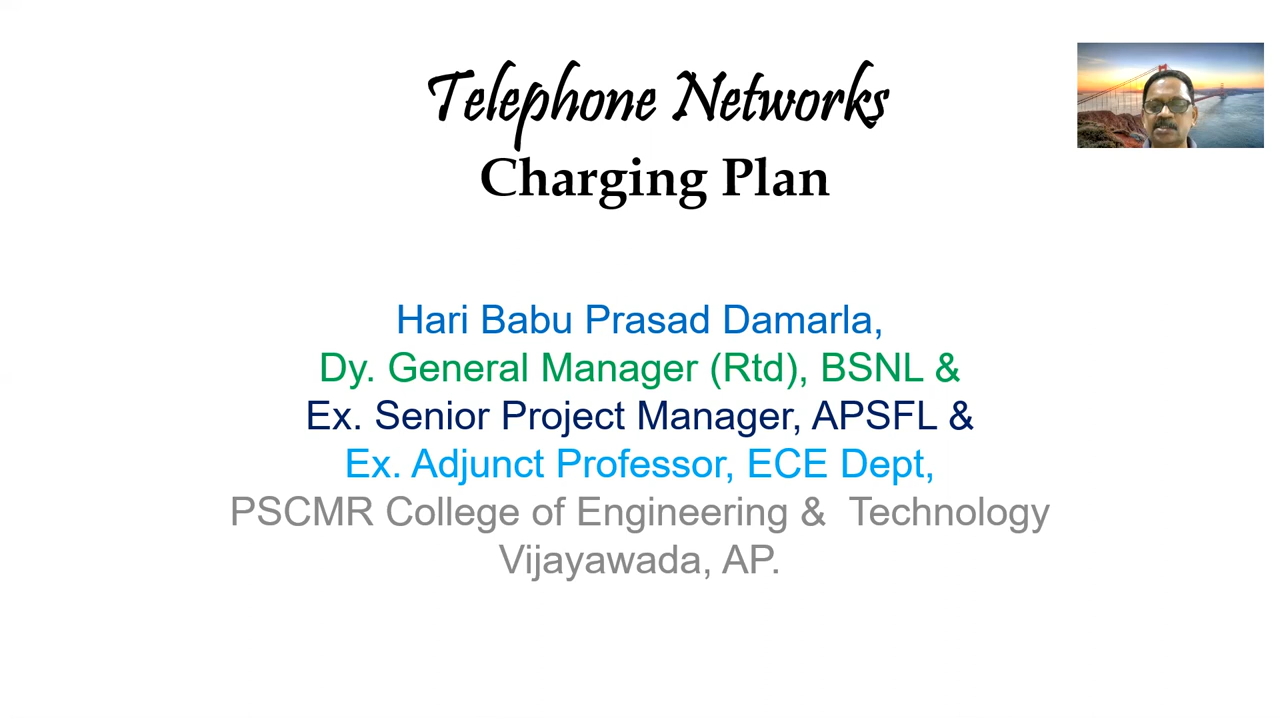 Telephone Networks
Charging Plan
Hari Babu Prasad Damarla,
Dy. General Manager (Rtd), BSNL &
Ex. Senior Project Manager, APSFL &
Ex. Adjunct Professor, ECE Dept,
PSCMR College of Engineering &  Technology
Vijayawada, AP.